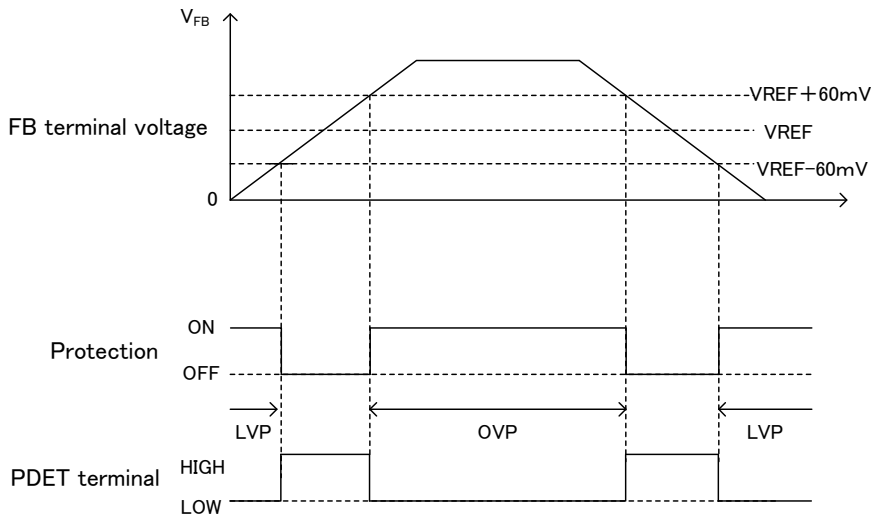 VFB
VREF＋60mV
FB terminal voltage
VREF
VREF−60mV
0
ON
Protection
OFF
LVP
OVP
LVP
HIGH
PDET terminal
LOW